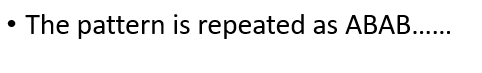 • The pattern is repeated as ABAB......